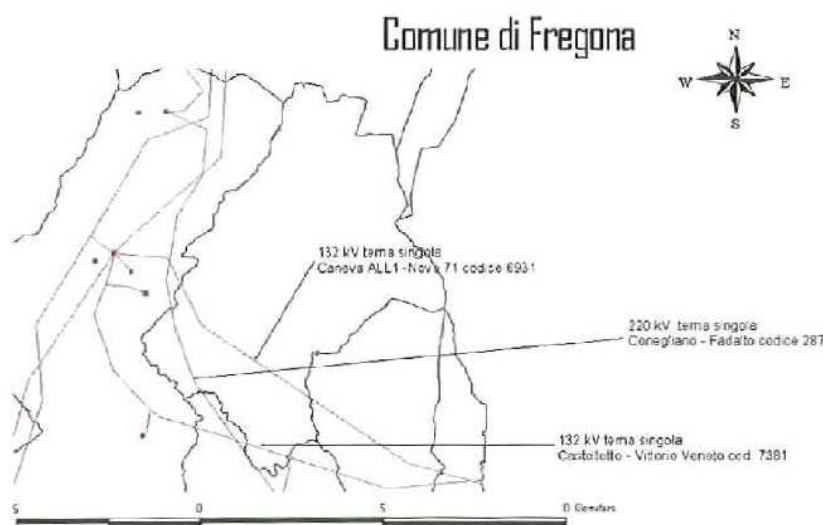 Comune di Fregona
N
W E
S
132 kV terna singola
Caneva ALL1 -Nove 71 codice 6931
220 kV terna singola
Conegliano - Fadalto codice 287
132 kV terna singola
Castelletto - Vittorio Veneto cod. 7381
5 0 5